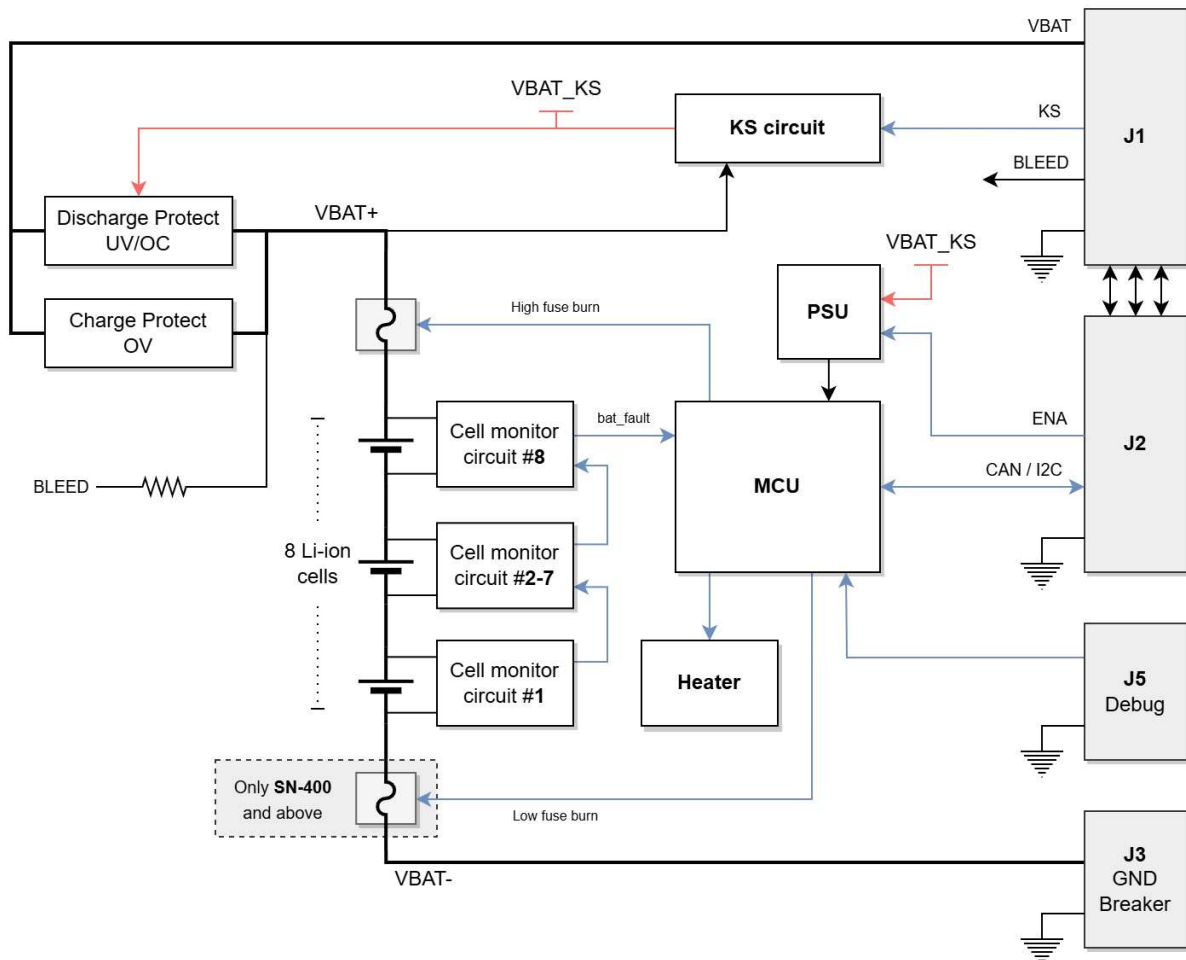 VBAT
VBAT_KS
KS circuit
KS
J1
BLEED
Discharge Protect
UV/OC
VBAT+
VBAT_KS
Charge Protect
OV
High fuse burn
PSU
Cell monitor
circuit #8
bat_fault
ENA
J2
BLEED
MCU
CAN / I2C
8 Li-ion
cells
Cell monitor
circuit #2-7
Cell monitor
circuit #1
Heater
J5
Debug
Only SN-400
and above
Low fuse burn
VBAT-
J3
GND
Breaker